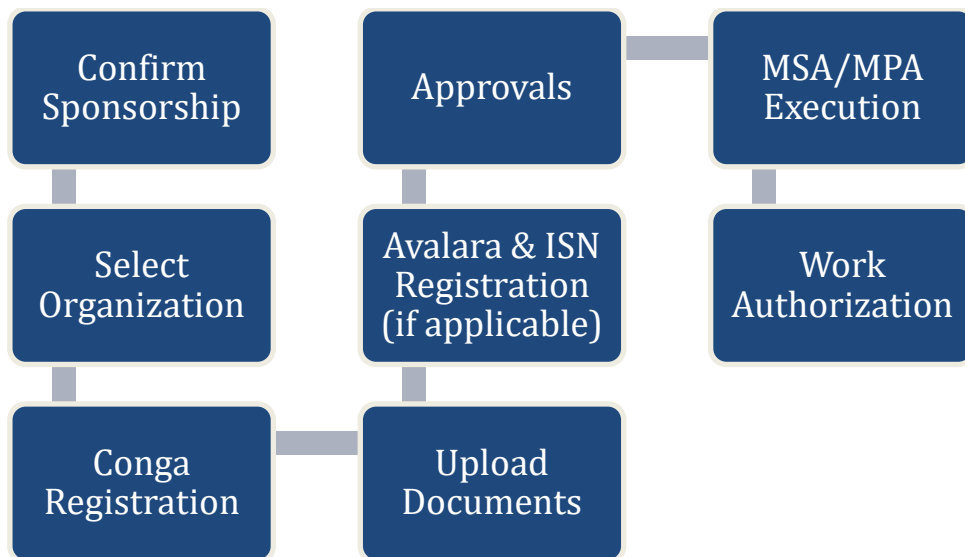 Confirm
Sponsorship
Select
Organization
Conga
Registration
Upload
Documents
Avalara & ISN
Registration
(if applicable)
Approvals
MSA/MPA
Execution
Work
Authorization